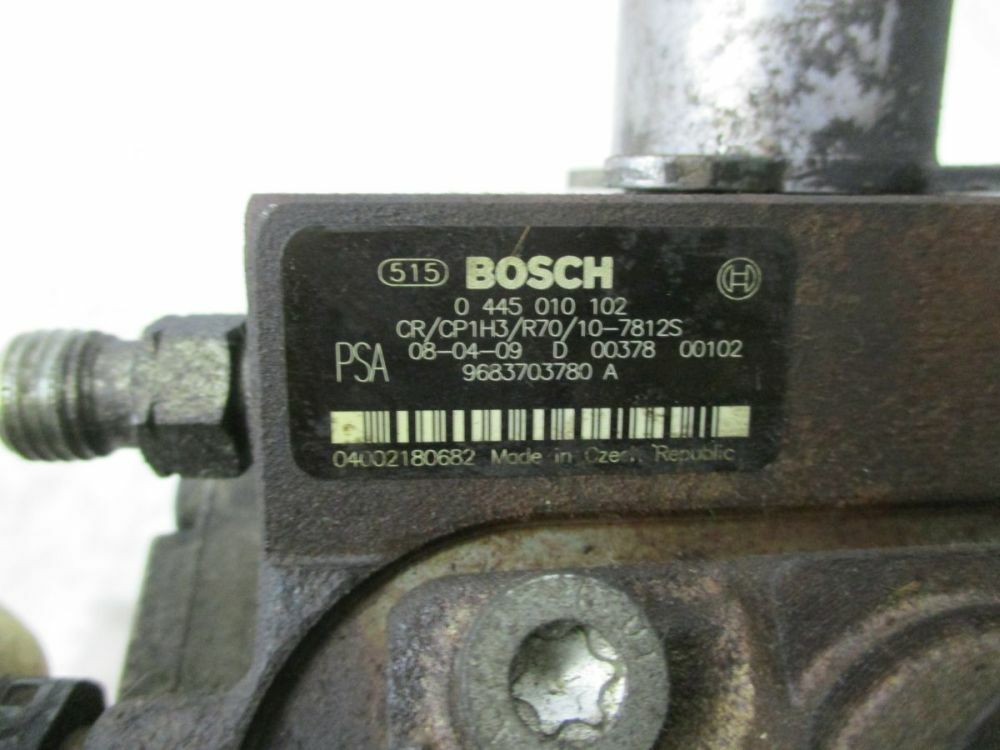 515 BOSCH
0 445 010 102
CR/CP1H3/R70/10-7812S
PSA 08-04-09 D 00378 00102
9683703780 A
04002180682 Made in Czech Republic